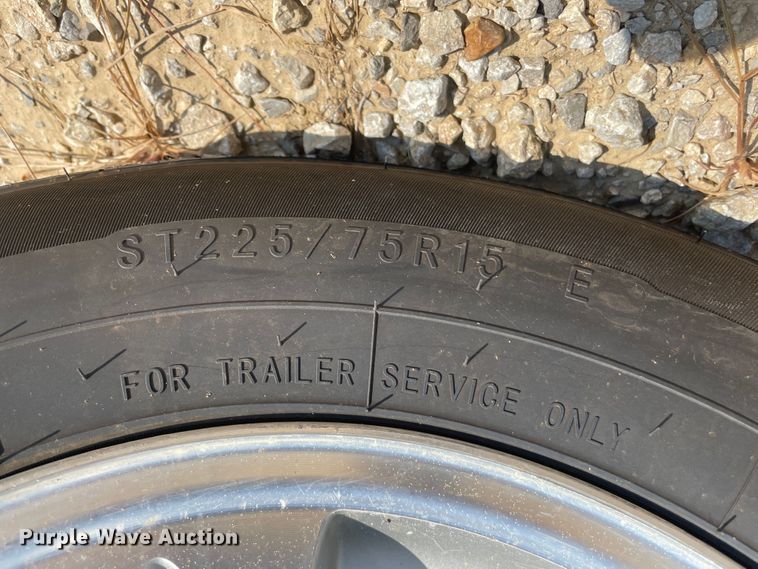 ST225/75R15 E
FOR TRAILER SERVICE ONLY
Purple Wave Auction